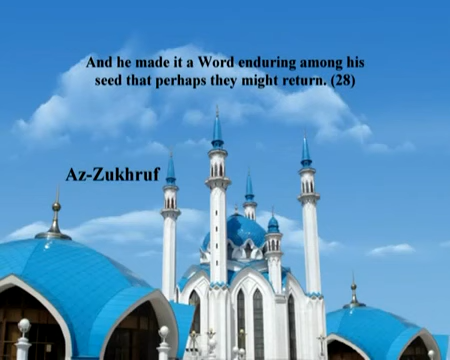 And he made it a Word enduring among his
seed that perhaps they might return. (28)
Az-Zukhruf